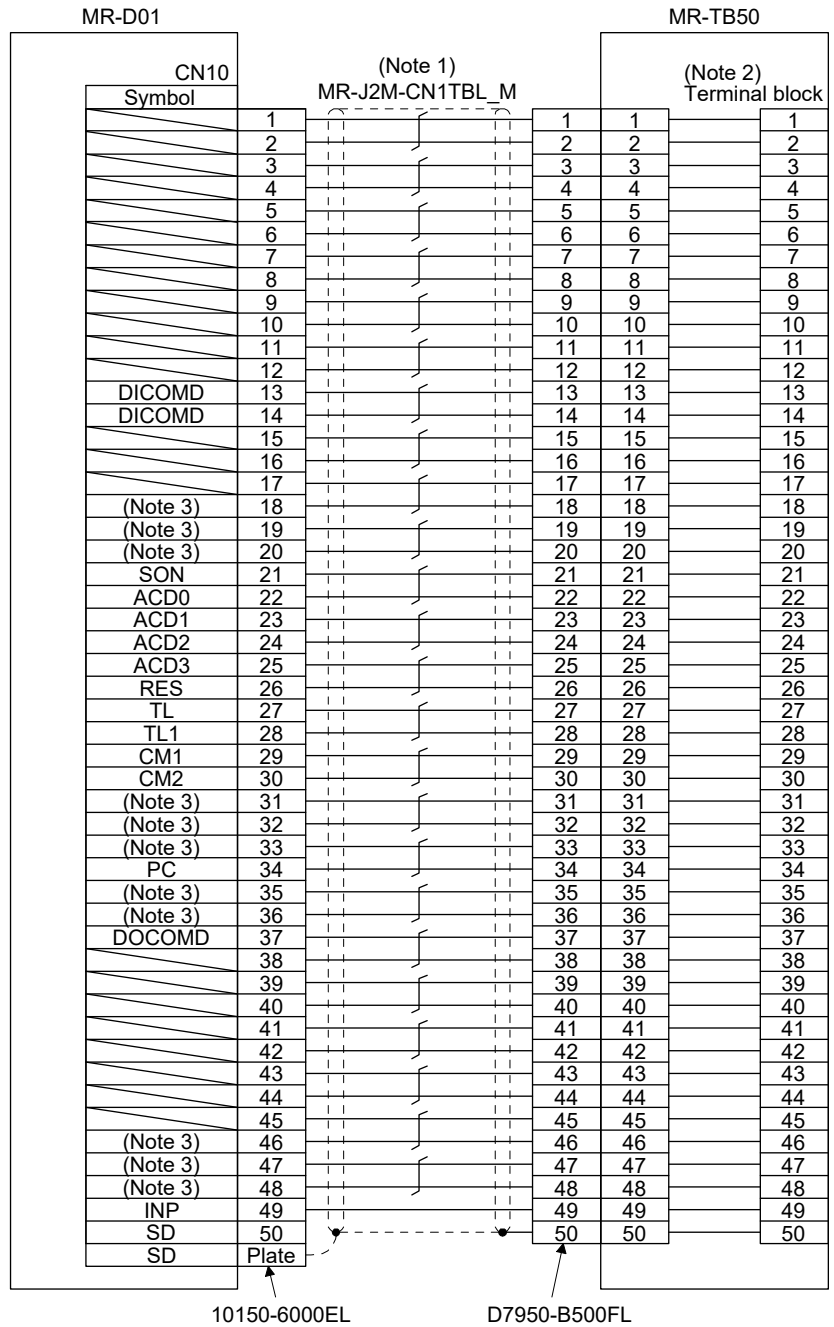 MR-D01 MR-TB50
(Note 1) (Note 2)
CN10 MR-J2M-CN1TBL_M Terminal block
Symbol
1 1 1 1
2 2 2 2
3 3 3 3
4 4 4 4
5 5 5 5
6 6 6 6
7 7 7 7
8 8 8 8
9 9 9 9
10 10 10 10
11 11 11 11
12 12 12 12
DICOMD 13 13 13 13
DICOMD 14 14 14 14
15 15 15 15
16 16 16 16
17 17 17 17
(Note 3) 18 18 18 18
(Note 3) 19 19 19 19
(Note 3) 20 20 20 20
SON 21 21 21 21
ACD0 22 22 22 22
ACD1 23 23 23 23
ACD2 24 24 24 24
ACD3 25 25 25 25
RES 26 26 26 26
TL 27 27 27 27
TL1 28 28 28 28
CM1 29 29 29 29
CM2 30 30 30 30
(Note 3) 31 31 31 31
(Note 3) 32 32 32 32
(Note 3) 33 33 33 33
PC 34 34 34 34
(Note 3) 35 35 35 35
(Note 3) 36 36 36 36
DOCOMD 37 37 37 37
38 38 38 38
39 39 39 39
40 40 40 40
41 41 41 41
42 42 42 42
43 43 43 43
44 44 44 44
45 45 45 45
(Note 3) 46 46 46 46
(Note 3) 47 47 47 47
(Note 3) 48 48 48 48
INP 49 49 49 49
SD 50 50 50 50
SD Plate
10150-6000EL D7950-B500FL